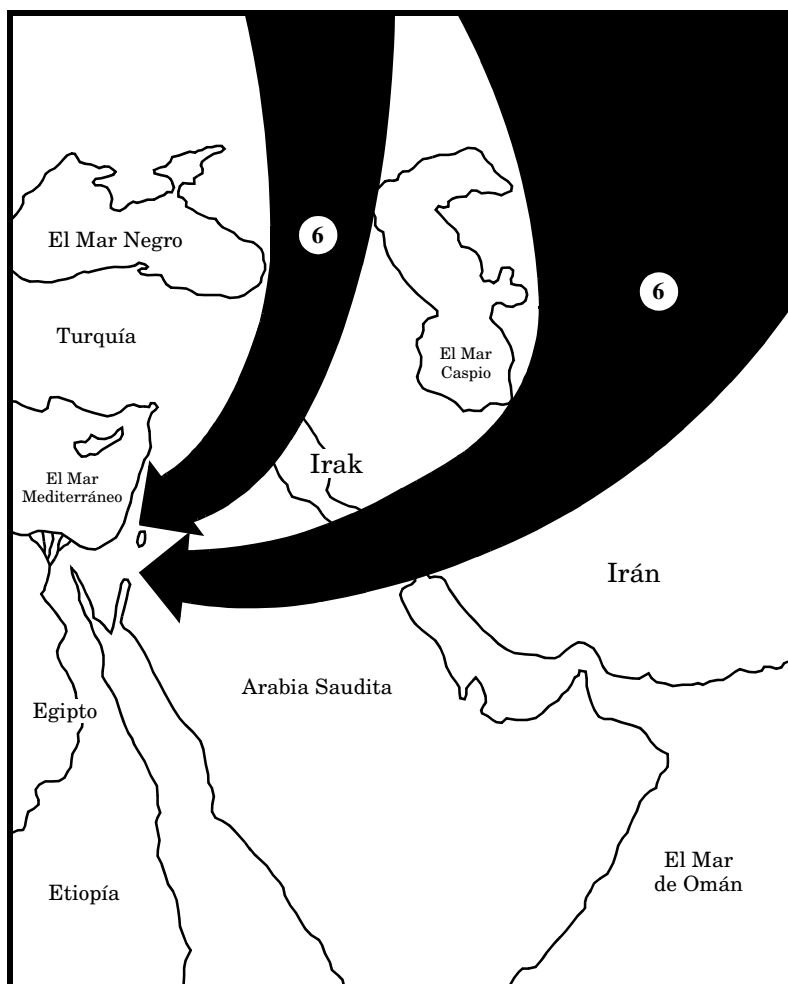 El Mar Negro
6
6
Turquía
El Mar
Caspio
Irak
El Mar
Mediterráneo
Irán
Arabia Saudita
Egipto
El Mar
de Omán
Etiopía